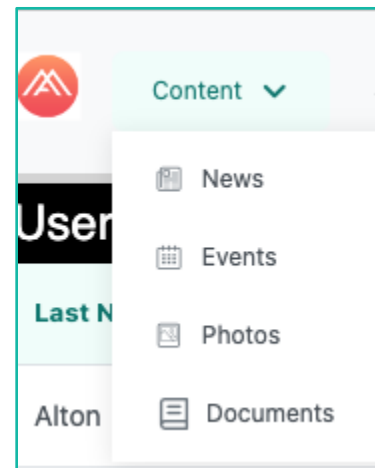 Content
News
User
Events
Last N
Photos
Alton
Documents